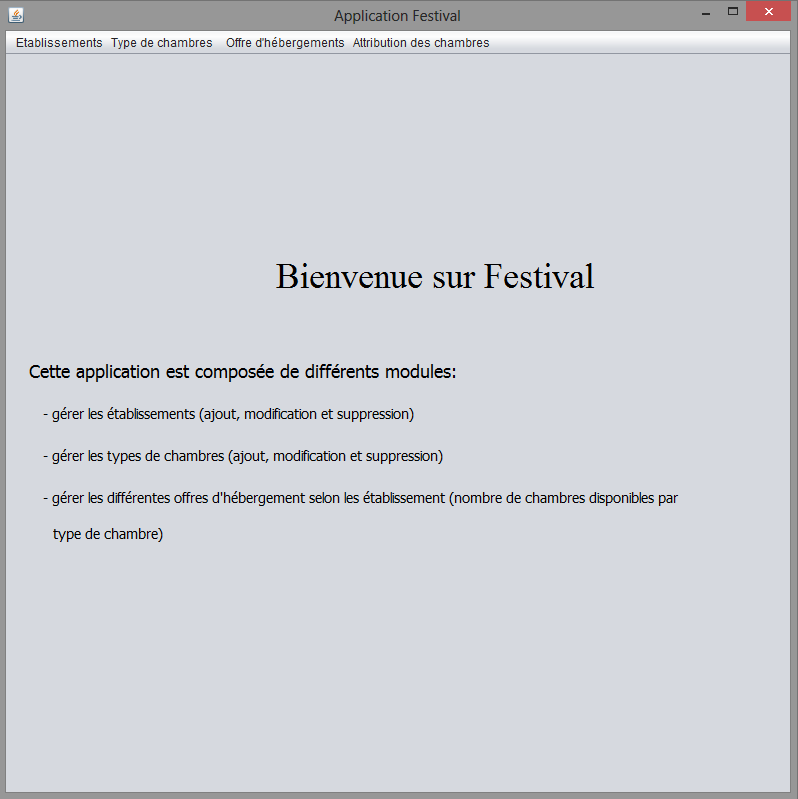 Application Festival
Etablissements Type de chambres Offre d'hébergements Attribution des chambres
Bienvenue sur Festival
Cette application est composée de différents modules:
- gérer les établissements (ajout, modification et suppression)
- gérer les types de chambres (ajout, modification et suppression)
- gérer les différentes offres d'hébergement selon les établissement (nombre de chambres disponibles par
type de chambre)